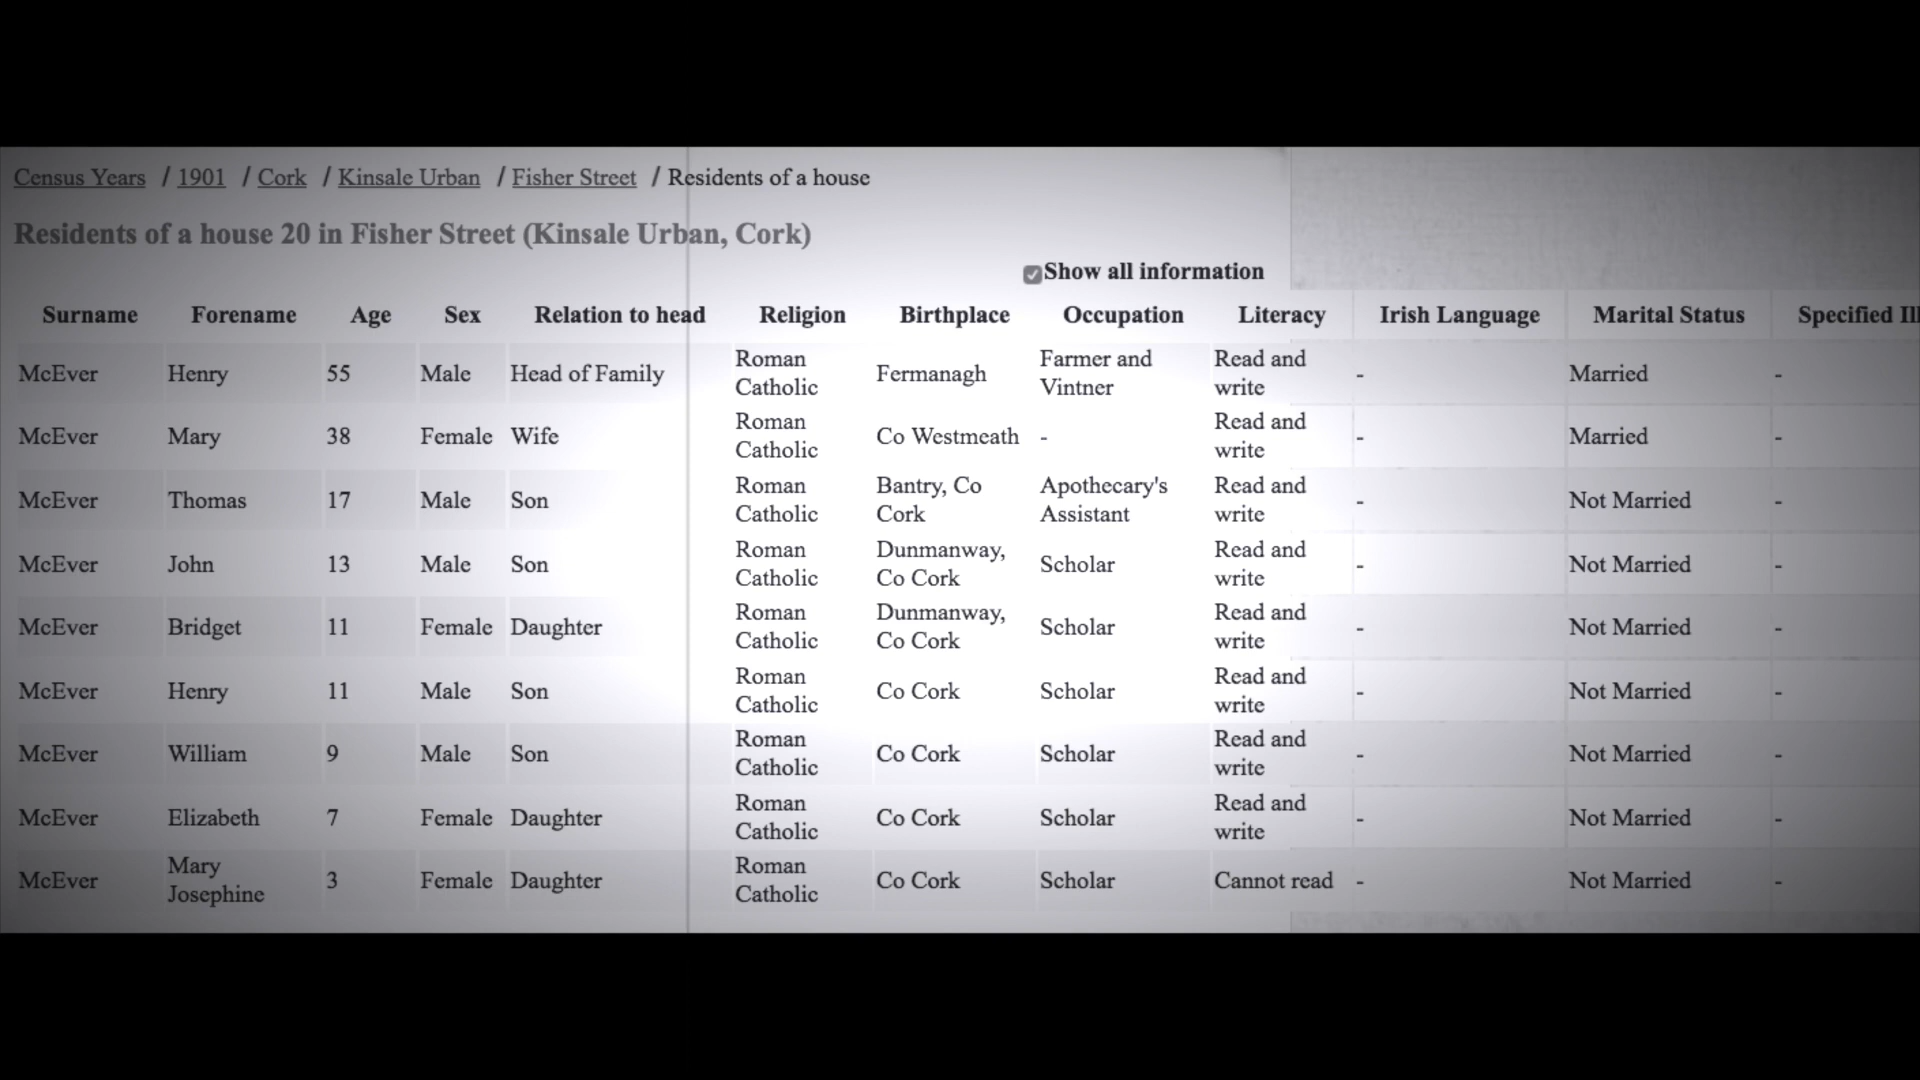 Census Years / 1901 / Cork / Kinsale Urban / Fisher Street / Residents of a house
Residents of a house 20 in Fisher Street (Kinsale Urban, Cork)
Show all information
Surname Forename Age Sex Relation to head Religion Birthplace Occupation Literacy Irish Language Marital Status Specified Ill
McEver Henry 55 Male Head of Family Roman Catholic Fermanagh Farmer and Vintner Read and write - Married -
McEver Mary 38 Female Wife Roman Catholic Co Westmeath - Read and write - Married -
McEver Thomas 17 Male Son Roman Catholic Bantry, Co Cork Apothecary's Assistant Read and write - Not Married -
McEver John 13 Male Son Roman Catholic Dunmanway, Co Cork Scholar Read and write - Not Married -
McEver Bridget 11 Female Daughter Roman Catholic Dunmanway, Co Cork Scholar Read and write - Not Married -
McEver Henry 11 Male Son Roman Catholic Co Cork Scholar Read and write - Not Married -
McEver William 9 Male Son Roman Catholic Co Cork Scholar Read and write - Not Married -
McEver Elizabeth 7 Female Daughter Roman Catholic Co Cork Scholar Read and write - Not Married -
McEver Mary Josephine 3 Female Daughter Roman Catholic Co Cork Scholar Cannot read - Not Married -